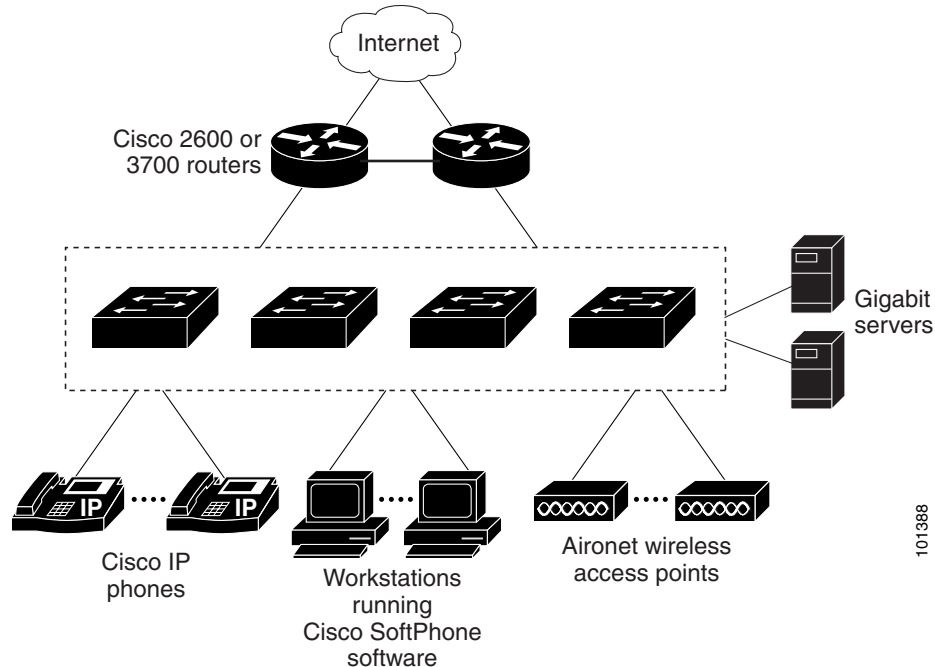 Internet
Cisco 2600 or
3700 routers
Gigabit
servers
IP
IP
Cisco IP
phones
Workstations
running
Cisco SoftPhone
software
Aironet wireless
access points
101388